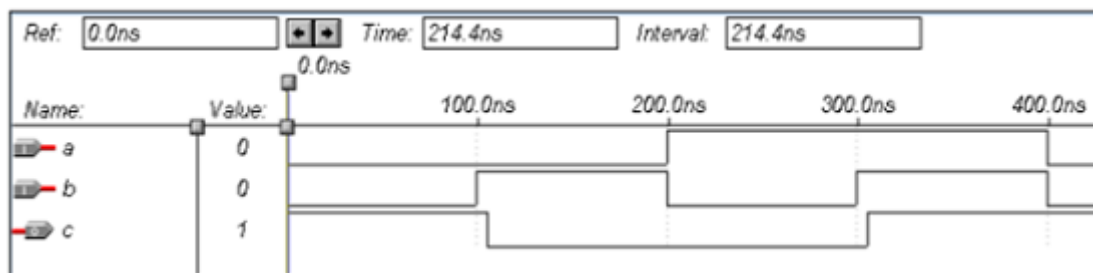 Ref: 0.0ns Time: 214.4ns Interval: 214.4ns
0.0ns
Name: Value: 100.0ns 200.0ns 300.0ns 400.0ns
a 0
b 0
c 1